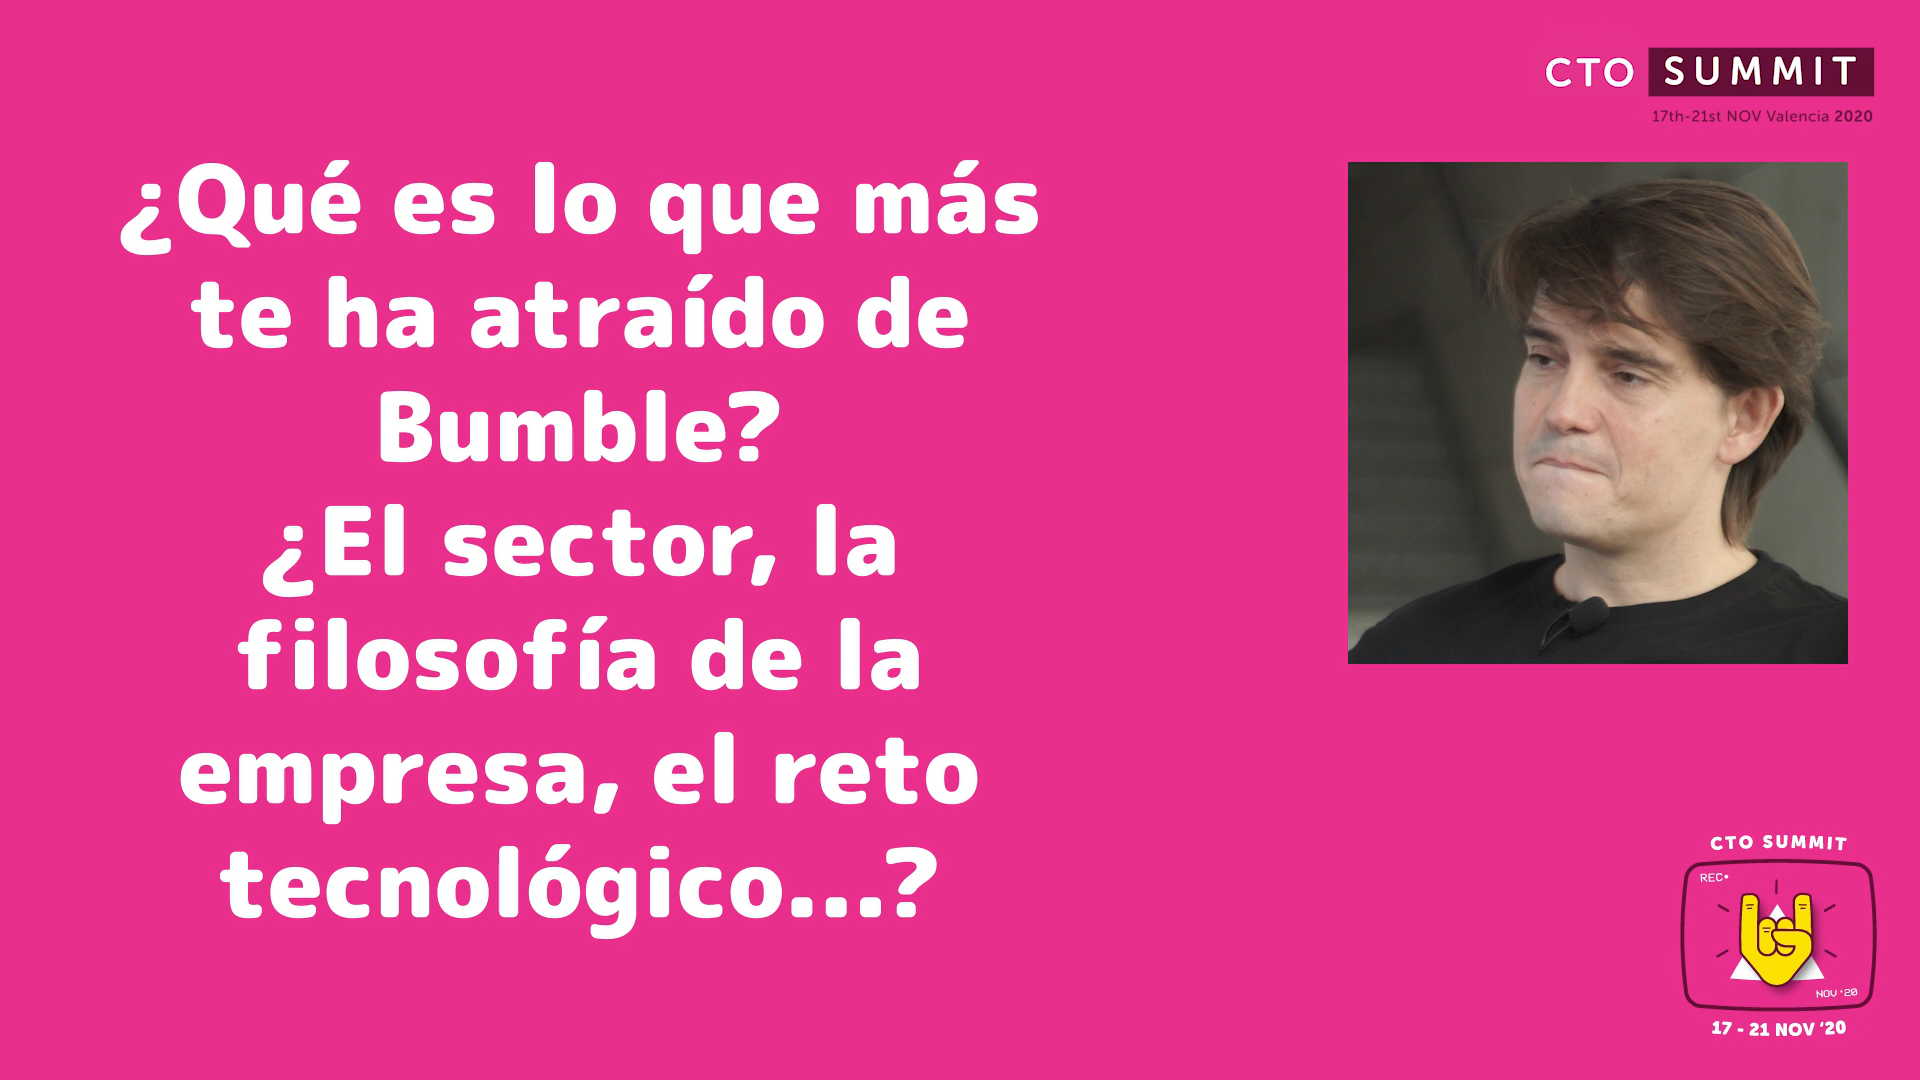 CTO SUMMIT
17th-21st NOV Valencia 2020
¿Qué es lo que más
te ha atraído de
Bumble?
¿El sector, la
filosofía de la
empresa, el reto
tecnológico...?
CTO SUMMIT
REC•
NOV '20
17 - 21 NOV '20